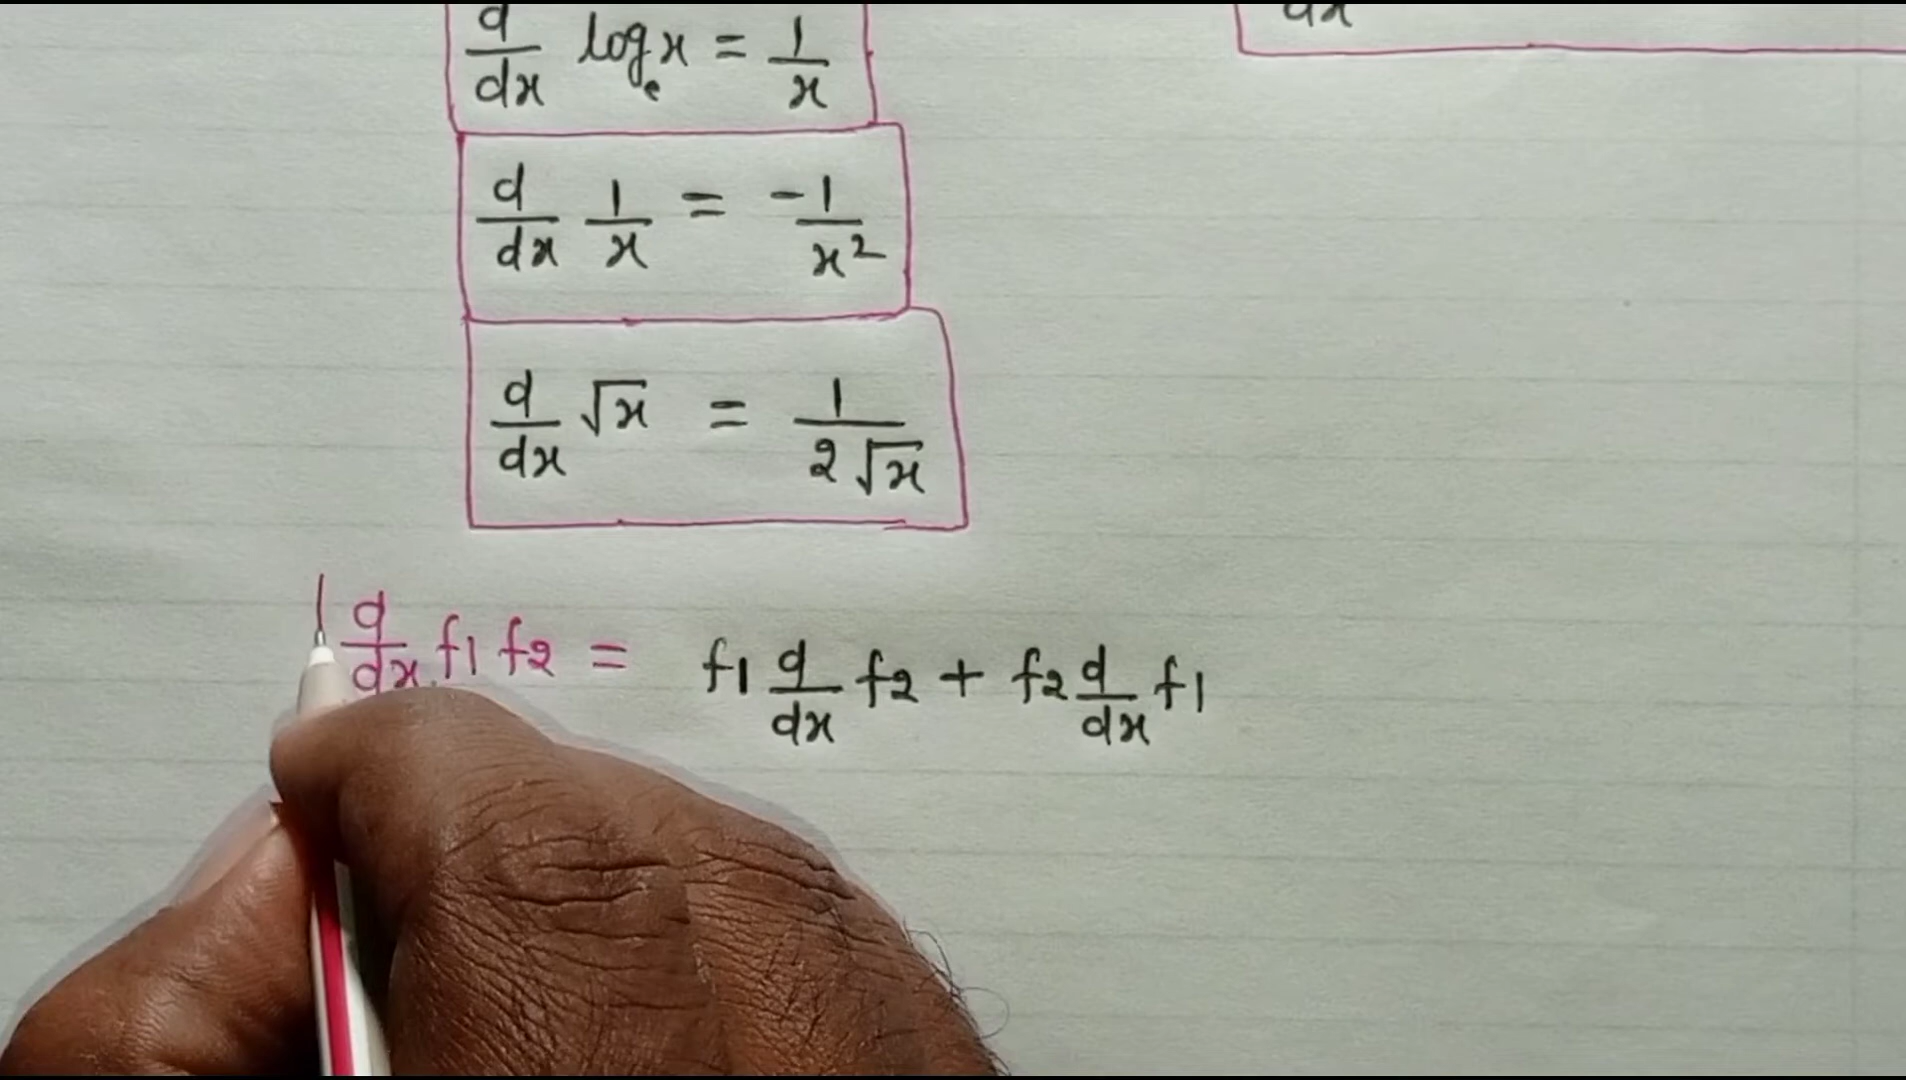 d/dx logₑx = 1/x
dx
d/dx 1/x = -1/x²
d/dx √x = 1/2√x
d/dx f1 f2 = f1 d/dx f2 + f2 d/dx f1